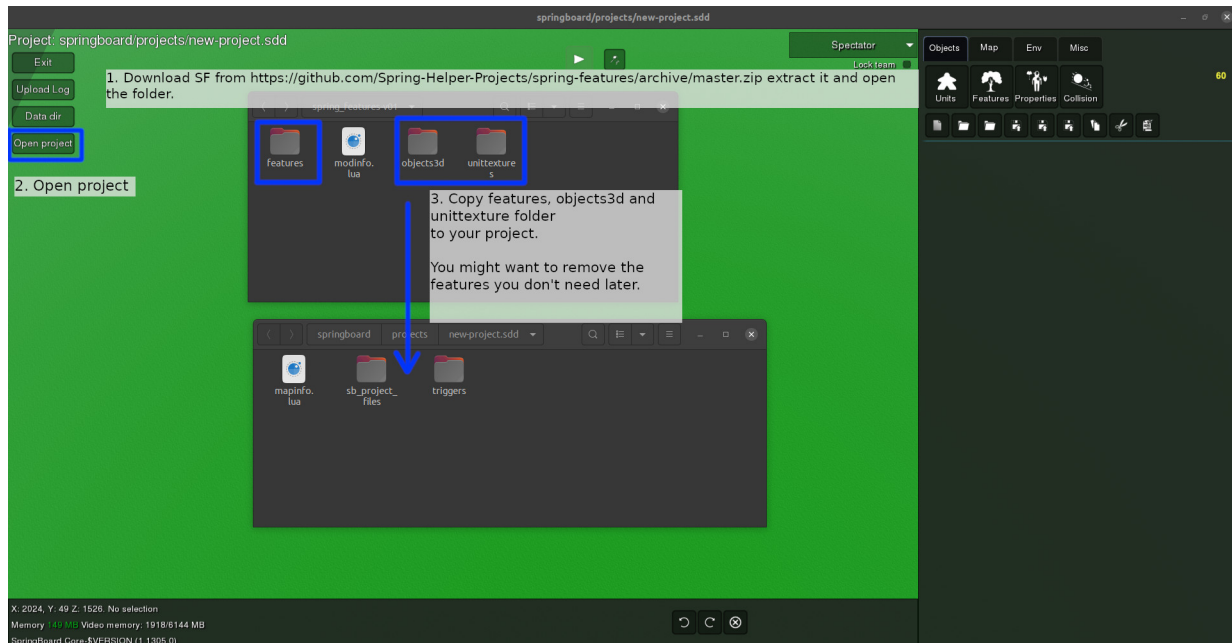 springboard/projects/new-project.sdd
Project: springboard/projects/new-project.sdd
Exit
Upload Log
Data dir
Open project
1. Download SF from https://github.com/Spring-Helper-Projects/spring-features/archive/master.zip extract it and open
the folder.
2. Open project
Spectator
Lock team
Objects Map Env Misc
Units Features Properties Collision
60
features
modinfo.
lua
objects3d
unittexture
s
3. Copy features, objects3d and
unittexture folder
to your project.
You might want to remove the
features you don't need later.
springboard projects new-project.sdd
mapinfo.
lua
sb_project_
files
triggers
X: 2024, Y: 49 Z: 1526. No selection
Memory 149 MB Video memory: 1918/6144 MB
SpringBoard Core-$VERSION (1.1305.0)